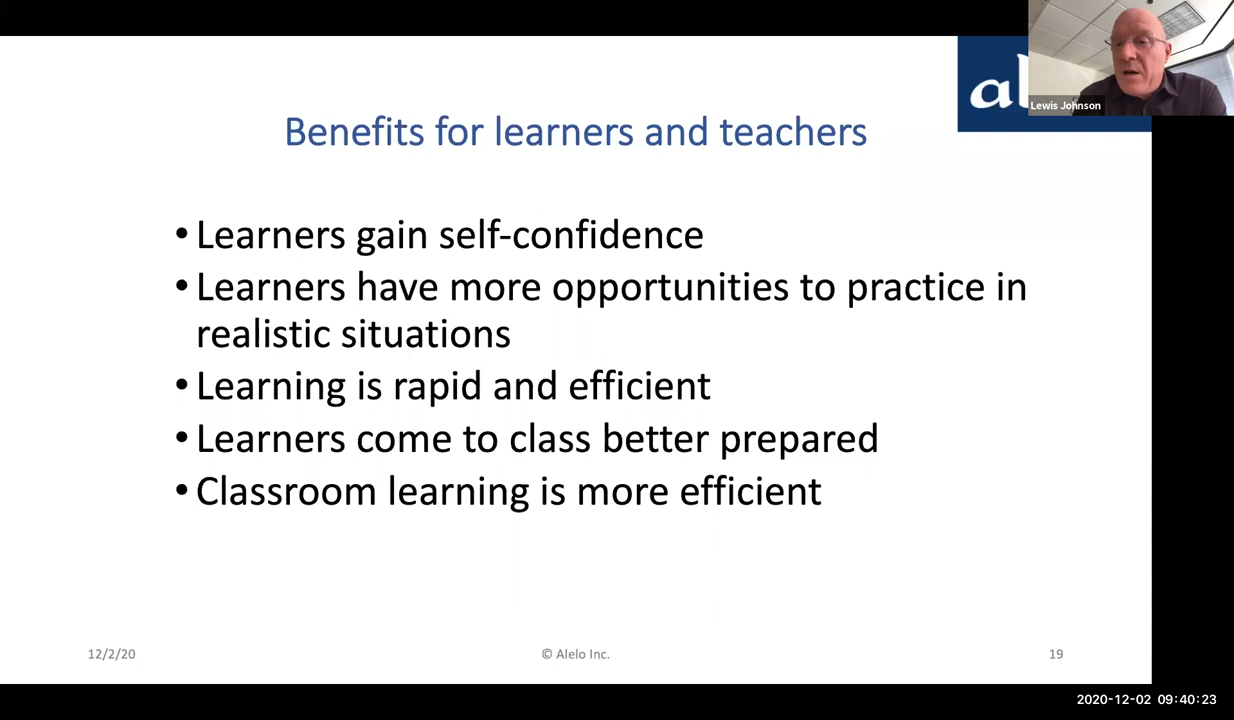 Lewis Johnson
Benefits for learners and teachers
• Learners gain self-confidence
• Learners have more opportunities to practice in
realistic situations
• Learning is rapid and efficient
• Learners come to class better prepared
• Classroom learning is more efficient
12/2/20
© Alelo Inc.
19
2020-12-02 09:40:23